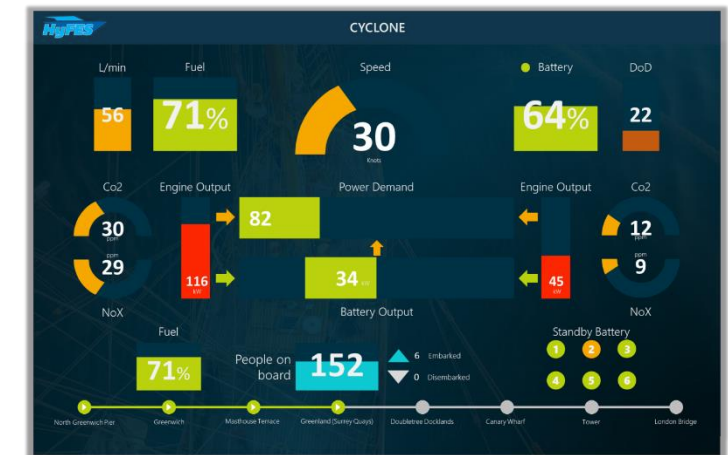 HyFES
CYCLONE
L/min
Fuel
Speed
Battery
DoD
56
71%
30
Knots
64%
22
Co2
Engine Output
Power Demand
Engine Output
Co2
30
ppm
82
12
ppm
ppm
29
116
kW
34 kW
45
kW
ppm
9
NoX
Battery Output
NoX
Fuel
71%
People on
board
152
6 Embarked
0 Disembarked
Standby Battery
1 2 3
4 5 6
North Greenwich Pier
Greenwich
Masthouse Terrace
Greenland (Surrey Quays)
Doubletree Docklands
Canary Wharf
Tower
London Bridge